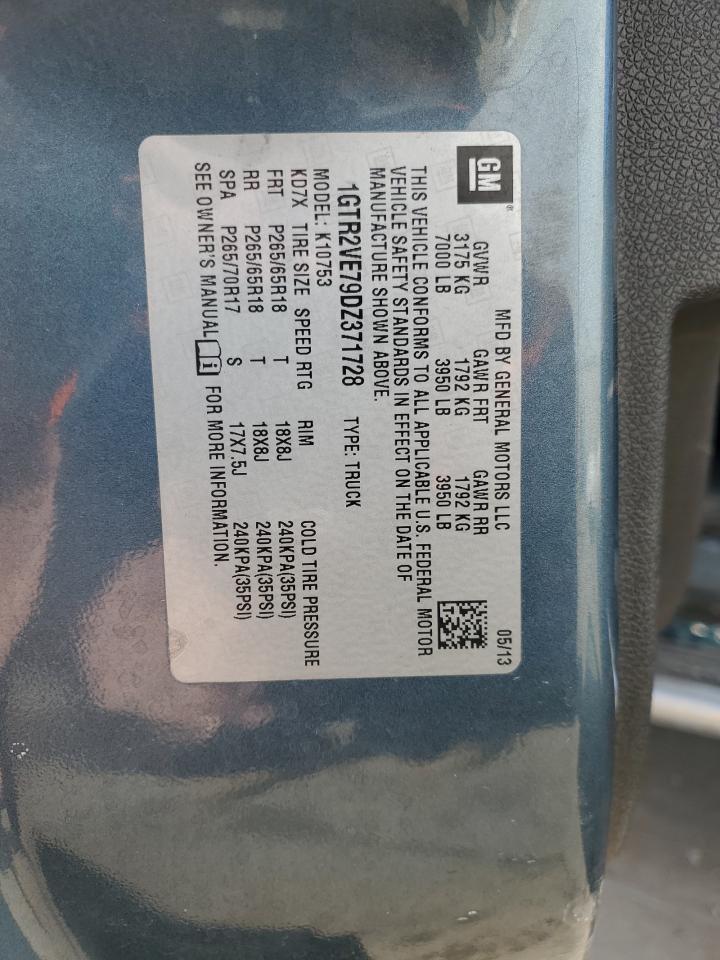 GM®
MFD BY GENERAL MOTORS LLC 05/13
GVWR GAWR FRT GAWR RR
3175 KG 1792 KG 1792 KG
7000 LB 3950 LB 3950 LB
THIS VEHICLE CONFORMS TO ALL APPLICABLE U.S. FEDERAL MOTOR
VEHICLE SAFETY STANDARDS IN EFFECT ON THE DATE OF
MANUFACTURE SHOWN ABOVE.
1GTR2VE79DZ371728 TYPE: TRUCK
MODEL: K10753
KD7X TIRE SIZE SPEED RTG RIM COLD TIRE PRESSURE
FRT P265/65R18 T 18X8J 240KPA(35PSI)
RR P265/65R18 T 18X8J 240KPA(35PSI)
SPA P265/70R17 S 17X7.5J 240KPA(35PSI)
SEE OWNER'S MANUAL FOR MORE INFORMATION.